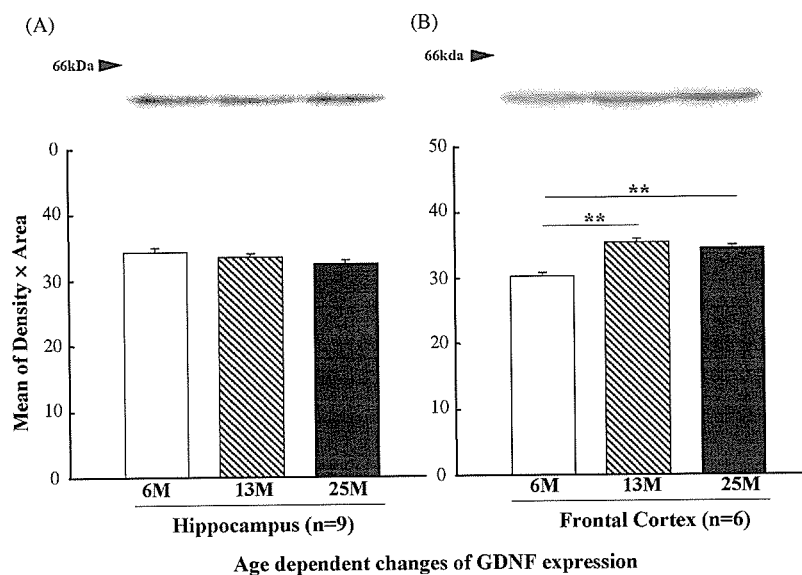 (A)
66kDa
0
40
30
20
10
0
Mean of Density × Area
6M 13M 25M
Hippocampus (n=9)
(B)
66kda
50
40
30
20
10
0
**
**
6M 13M 25M
Frontal Cortex (n=6)
Age dependent changes of GDNF expression